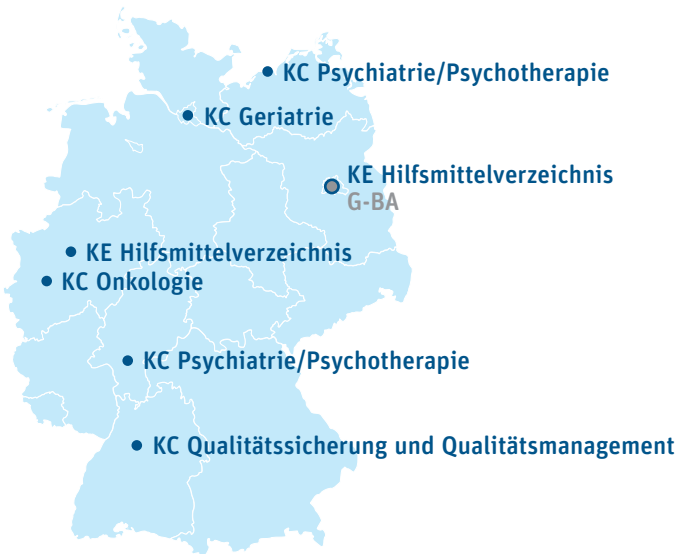 KC Psychiatrie/Psychotherapie
KC Geriatrie
KE Hilfsmittelverzeichnis
G-BA
KE Hilfsmittelverzeichnis
KC Onkologie
KC Psychiatrie/Psychotherapie
KC Qualitätssicherung und Qualitätsmanagement